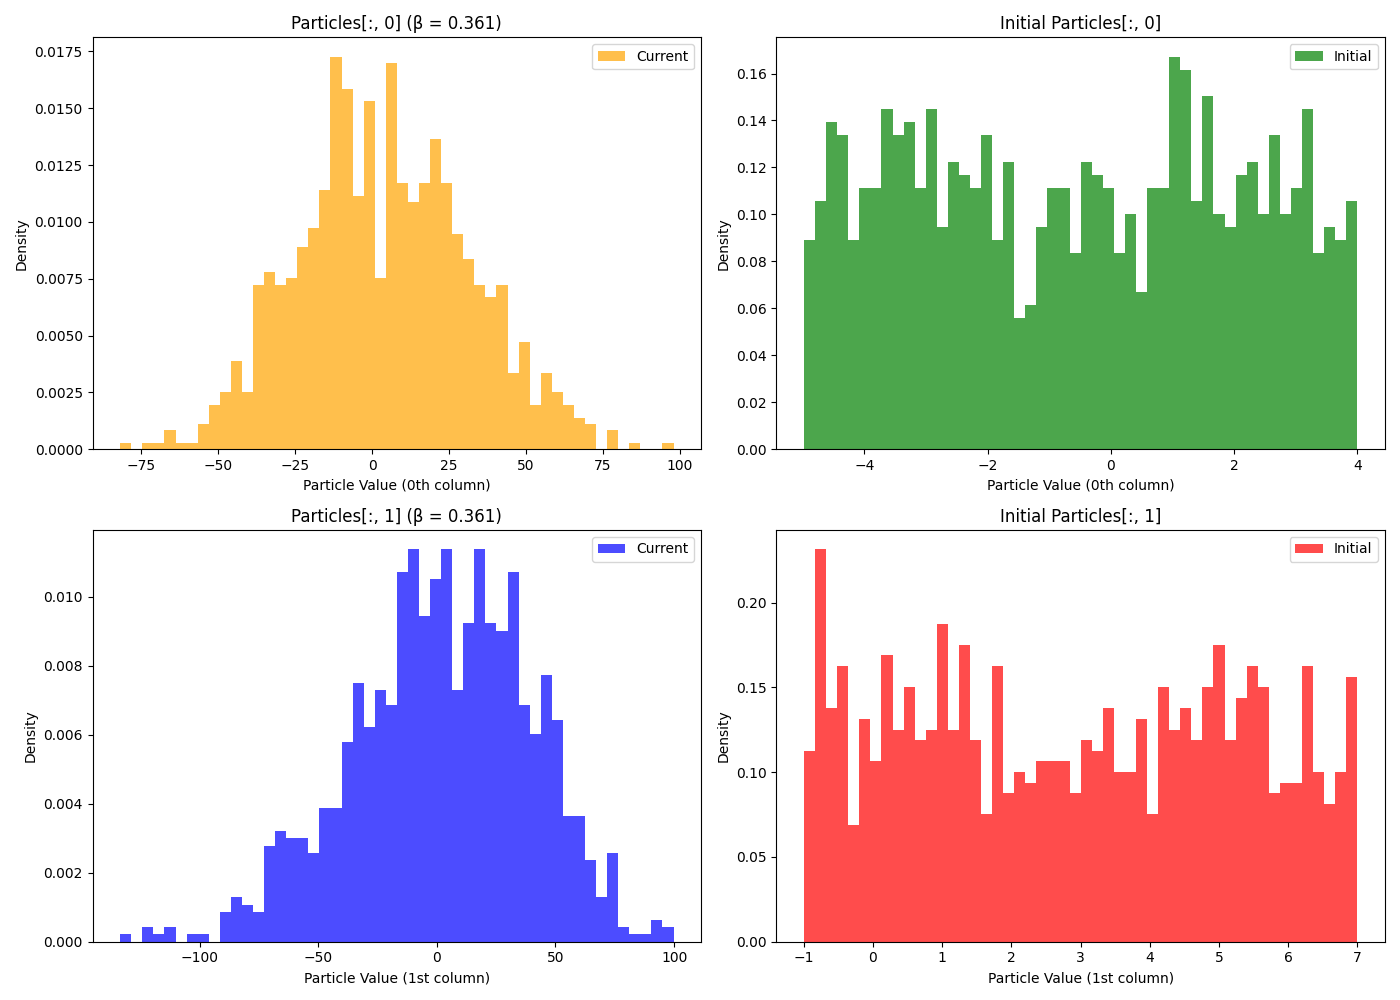 Particles[:, 0] (β = 0.361)
Current
0.0175
0.0150
0.0125
0.0100
0.0075
0.0050
0.0025
0.0000
Density
−75 −50 −25 0 25 50 75 100
Particle Value (0th column)
Initial Particles[:, 0]
Initial
0.16
0.14
0.12
0.10
0.08
0.06
0.04
0.02
0.00
Density
−4 −2 0 2 4
Particle Value (0th column)
Particles[:, 1] (β = 0.361)
Current
0.010
0.008
0.006
0.004
0.002
0.000
Density
−100 −50 0 50 100
Particle Value (1st column)
Initial Particles[:, 1]
Initial
0.20
0.15
0.10
0.05
0.00
Density
−1 0 1 2 3 4 5 6 7
Particle Value (1st column)